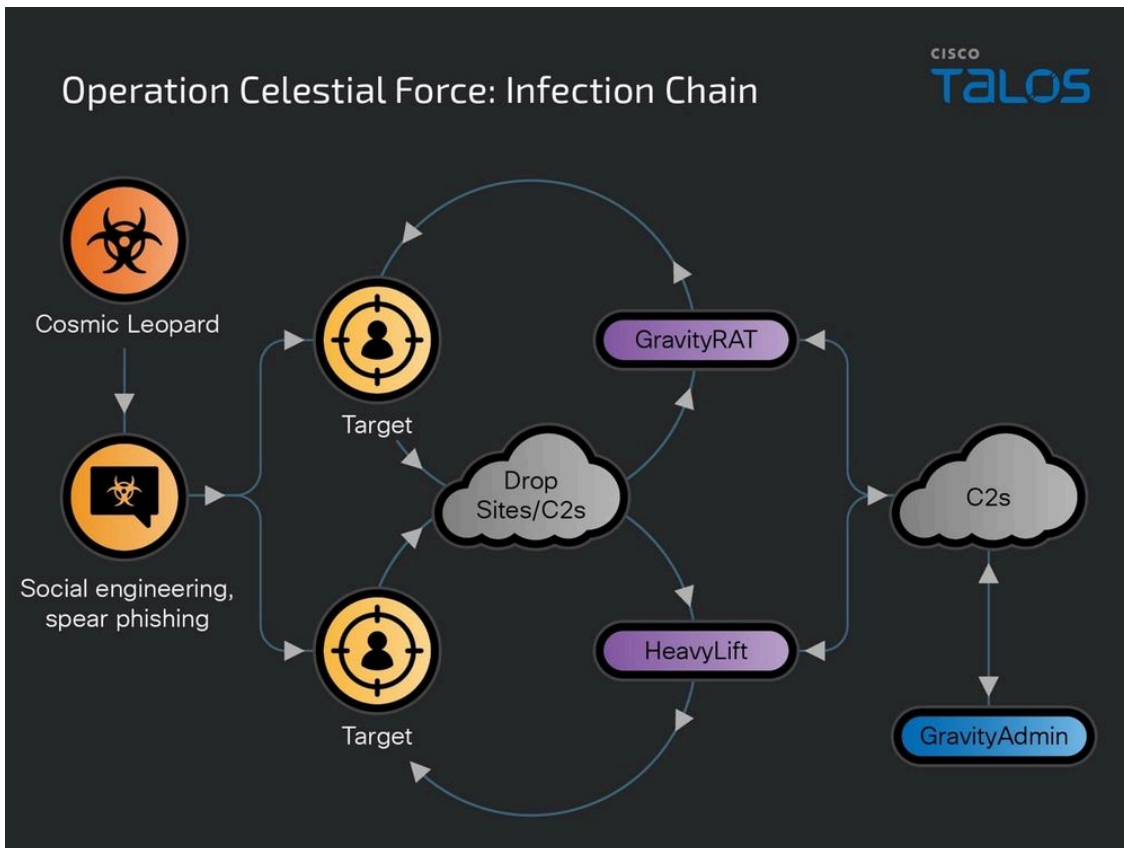 Operation Celestial Force: Infection Chain
CISCO
TALOS
Cosmic Leopard
Social engineering,
spear phishing
Target
Target
Drop
Sites/C2s
GravityRAT
HeavyLift
C2s
GravityAdmin